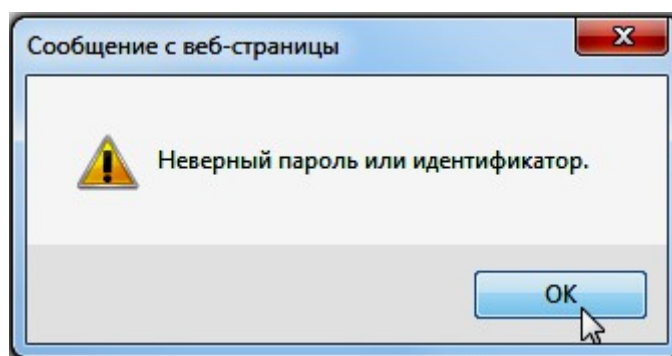 Сообщение с веб-страницы
Неверный пароль или идентификатор.
OK